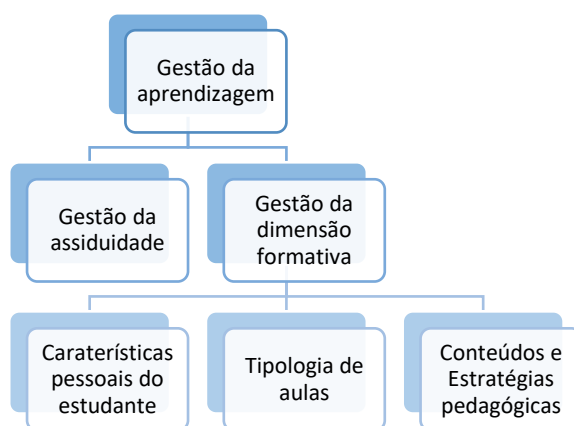 Gestão da
aprendizagem
Gestão da
assiduidade
Gestão da
dimensão
formativa
Caraterísticas
pessoais do
estudante
Tipologia de
aulas
Conteúdos e
Estratégias
pedagógicas